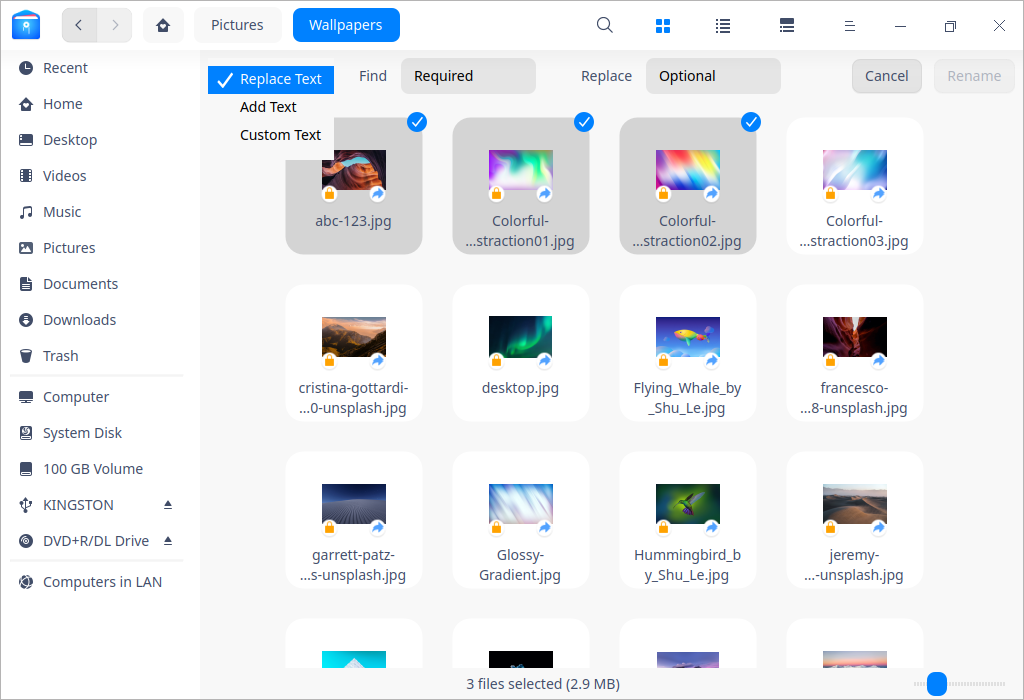 Pictures
Wallpapers
Recent
Home
Desktop
Videos
Music
Pictures
Documents
Downloads
Trash
Computer
System Disk
100 GB Volume
KINGSTON
DVD+R/DL Drive
Computers in LAN
Replace Text
Add Text
Custom Text
Find
Required
Replace
Optional
Cancel
Rename
abc-123.jpg
Colorful-
...straction01.jpg
Colorful-
...straction02.jpg
Colorful-
...straction03.jpg
cristina-gottardi-
...0-unsplash.jpg
desktop.jpg
Flying_Whale_by
_Shu_Le.jpg
francesco-
...8-unsplash.jpg
garrett-patz-
...s-unsplash.jpg
Glossy-
Gradient.jpg
Hummingbird_b
y_Shu_Le.jpg
jeremy-
...-unsplash.jpg
3 files selected (2.9 MB)